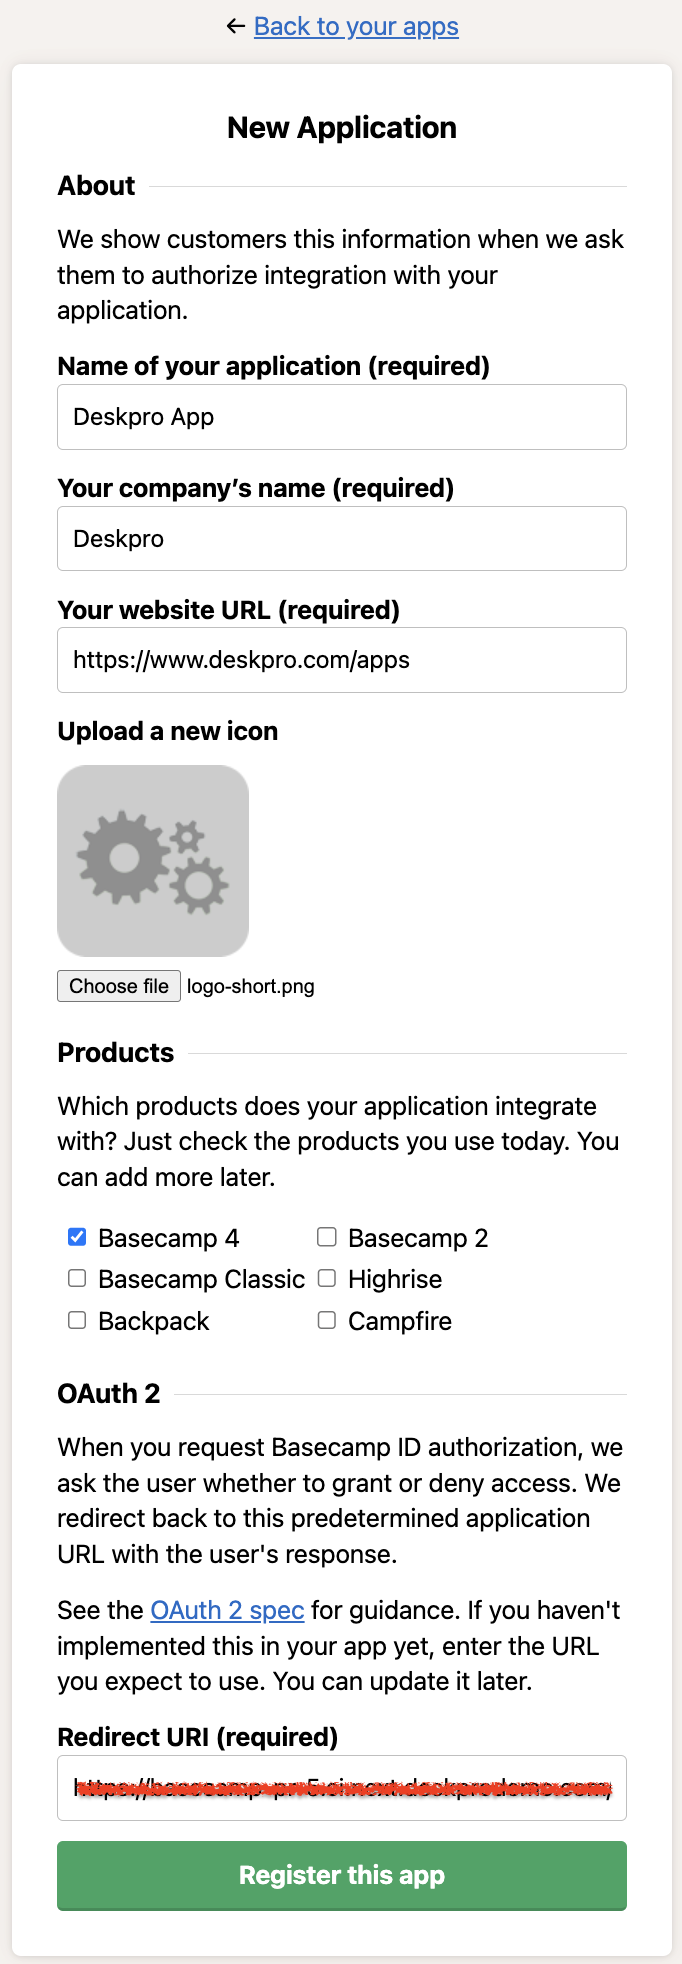 ← Back to your apps
New Application
About
We show customers this information when we ask
them to authorize integration with your
application.
Name of your application (required)
Deskpro App
Your company’s name (required)
Deskpro
Your website URL (required)
https://www.deskpro.com/apps
Upload a new icon
Choose file logo-short.png
Products
Which products does your application integrate
with? Just check the products you use today. You
can add more later.
Basecamp 4 Basecamp 2
Basecamp Classic Highrise
Backpack Campfire
OAuth 2
When you request Basecamp ID authorization, we
ask the user whether to grant or deny access. We
redirect back to this predetermined application
URL with the user's response.
See the OAuth 2 spec for guidance. If you haven't
implemented this in your app yet, enter the URL
you expect to use. You can update it later.
Redirect URI (required)
Register this app